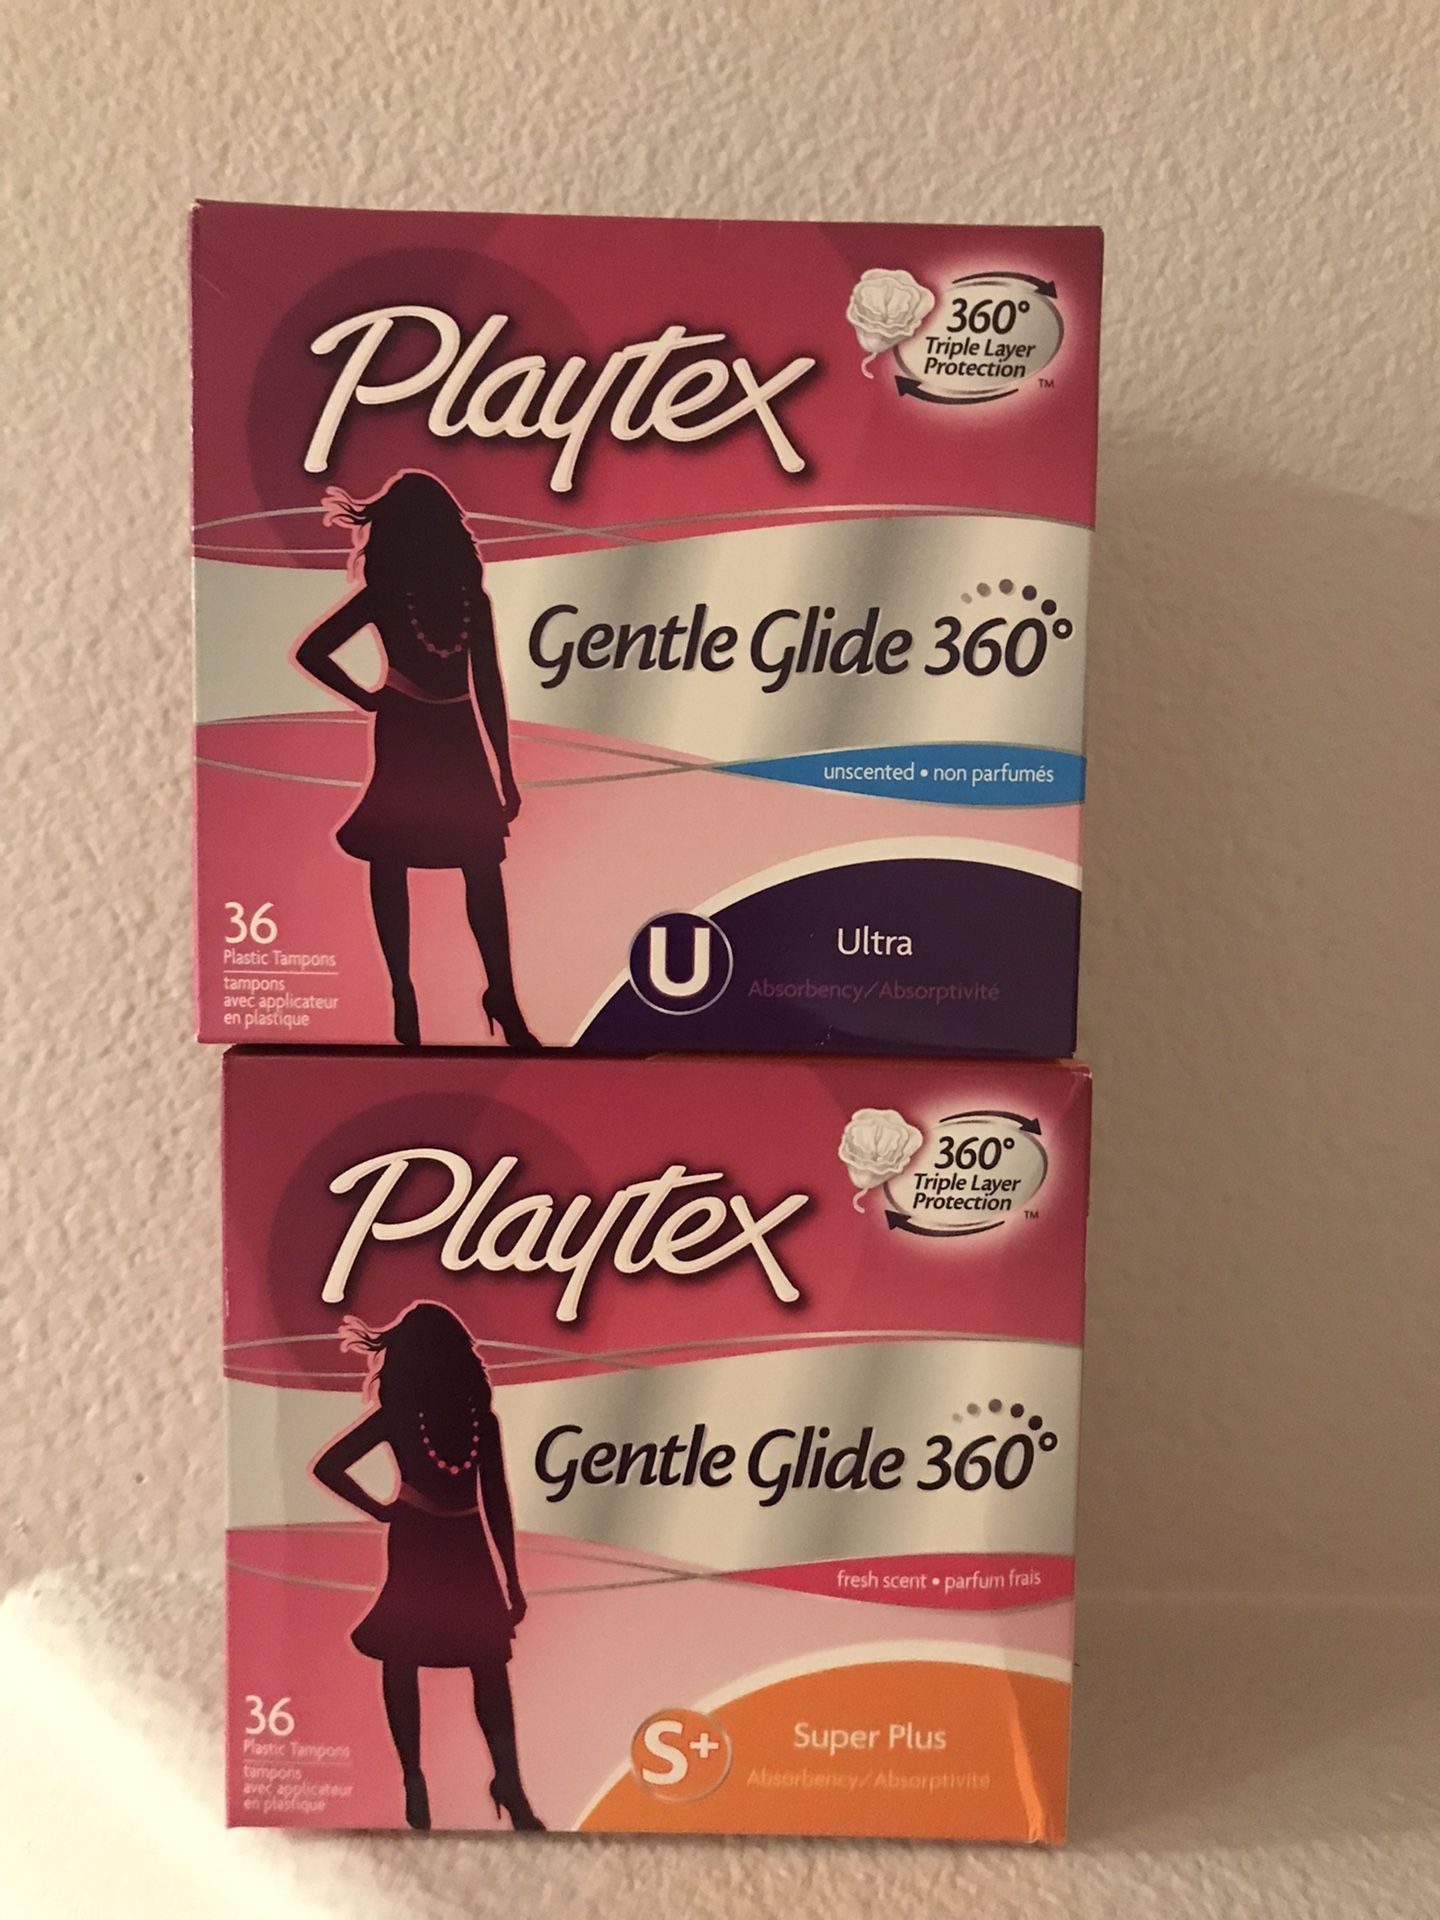 Playtex
360°
Triple Layer
Protection
TM
Gentle Glide 360°
unscented • non parfumés
36
Plastic Tampons
tampons
avec applicateur
en plastique
U
Ultra
Absorbency/Absorptivité
Playtex
360°
Triple Layer
Protection
TM
Gentle Glide 360°
fresh scent • parfum frais
36
Plastic Tampons
tampons
avec applicateur
en plastique
S+
Super Plus
Absorbency/Absorptivité